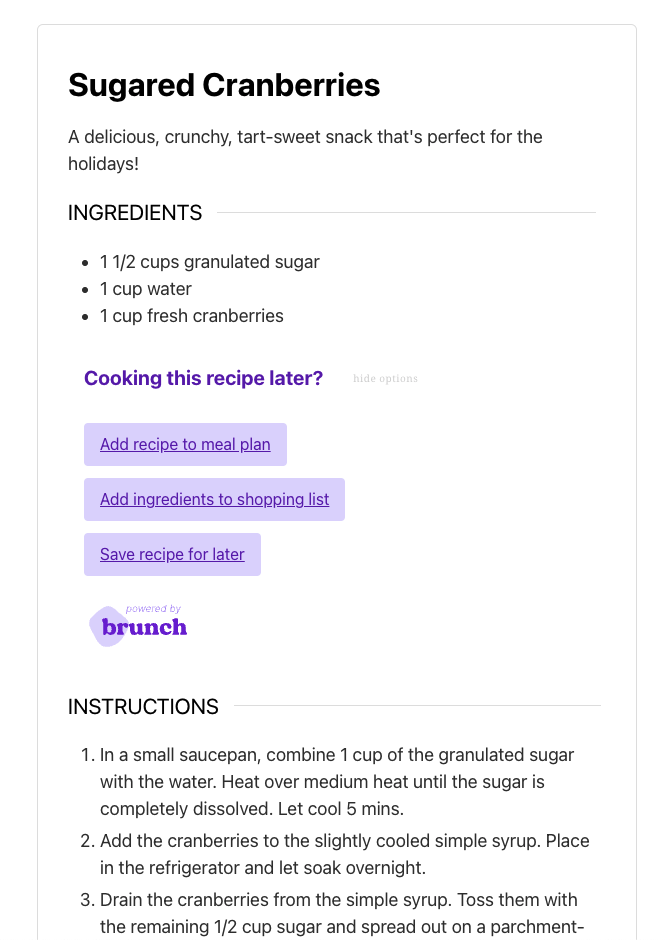 Sugared Cranberries
A delicious, crunchy, tart-sweet snack that's perfect for the
holidays!
INGREDIENTS
• 1 1/2 cups granulated sugar
• 1 cup water
• 1 cup fresh cranberries
Cooking this recipe later? hide options
Add recipe to meal plan
Add ingredients to shopping list
Save recipe for later
powered by
brunch
INSTRUCTIONS
1. In a small saucepan, combine 1 cup of the granulated sugar
with the water. Heat over medium heat until the sugar is
completely dissolved. Let cool 5 mins.
2. Add the cranberries to the slightly cooled simple syrup. Place
in the refrigerator and let soak overnight.
3. Drain the cranberries from the simple syrup. Toss them with
the remaining 1/2 cup sugar and spread out on a parchment-